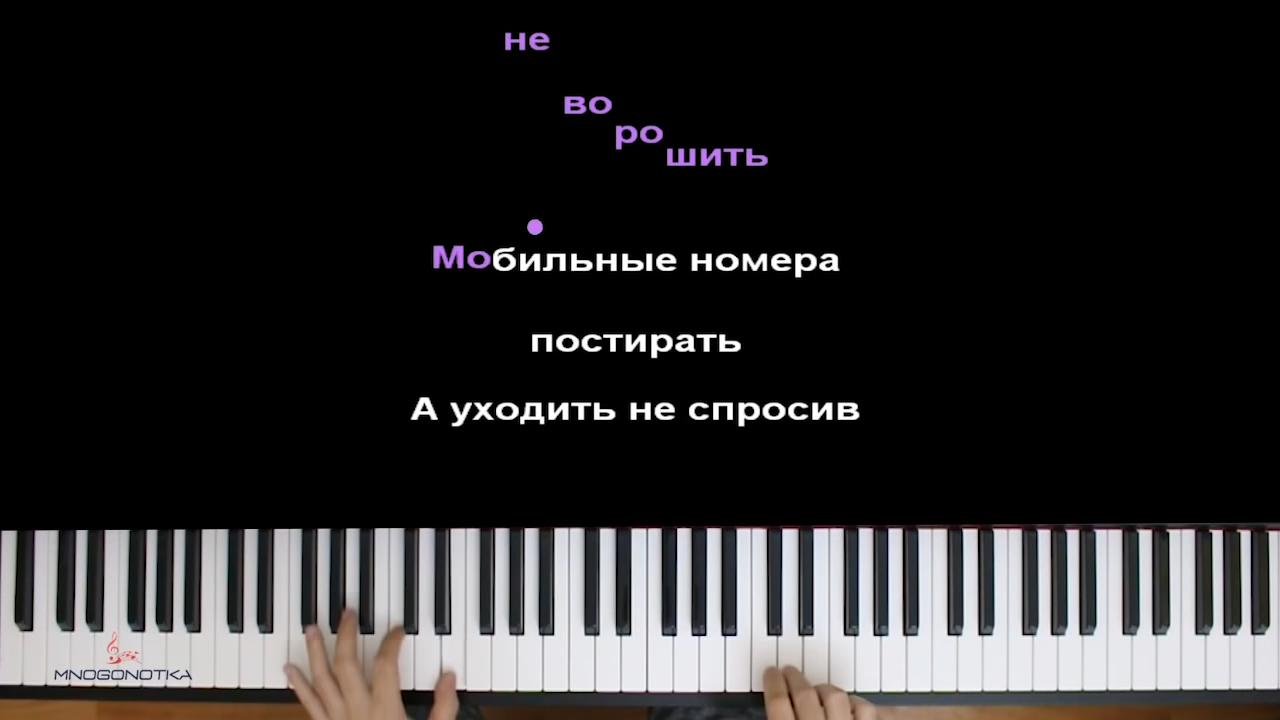 не
во
ро
шить
Мобильные номера
постирать
А уходить не спросив
MNOGONOTKA